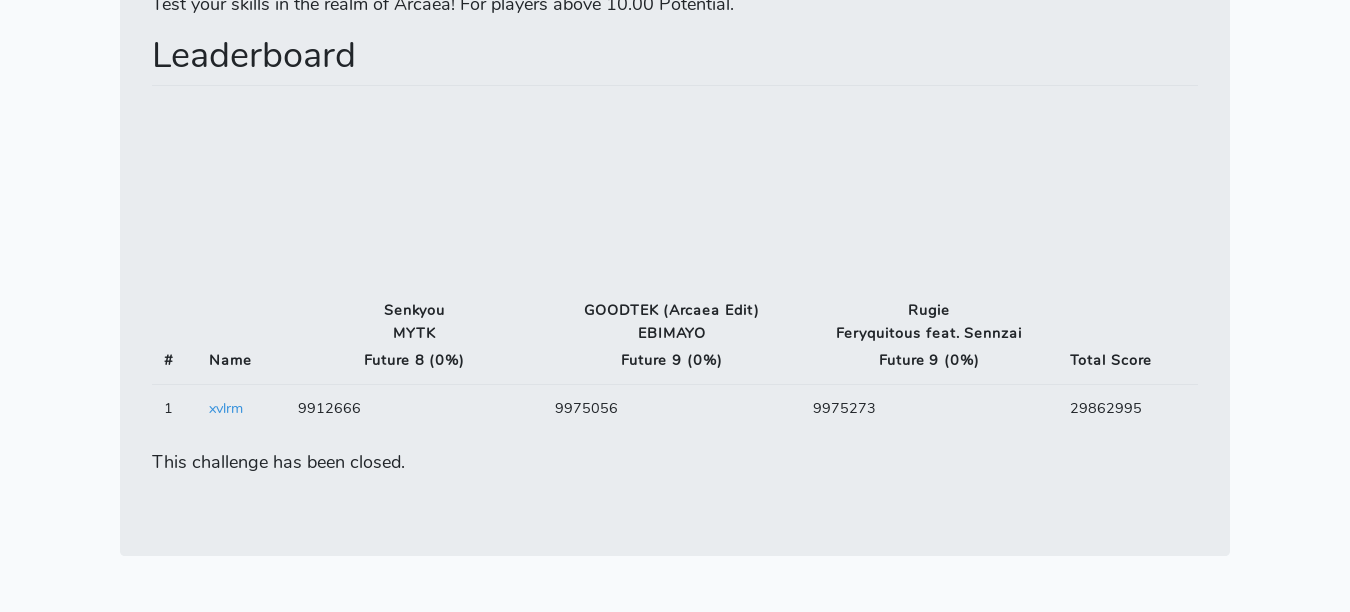 Test your skills in the realm of Arcaea! For players above 10.00 Potential.
Leaderboard
Senkyou GOODTEK (Arcaea Edit) Rugie
MYTK EBIMAYO Feryquitous feat. Sennzai
# Name Future 8 (0%) Future 9 (0%) Future 9 (0%) Total Score
1 xvlrm 9912666 9975056 9975273 29862995
This challenge has been closed.